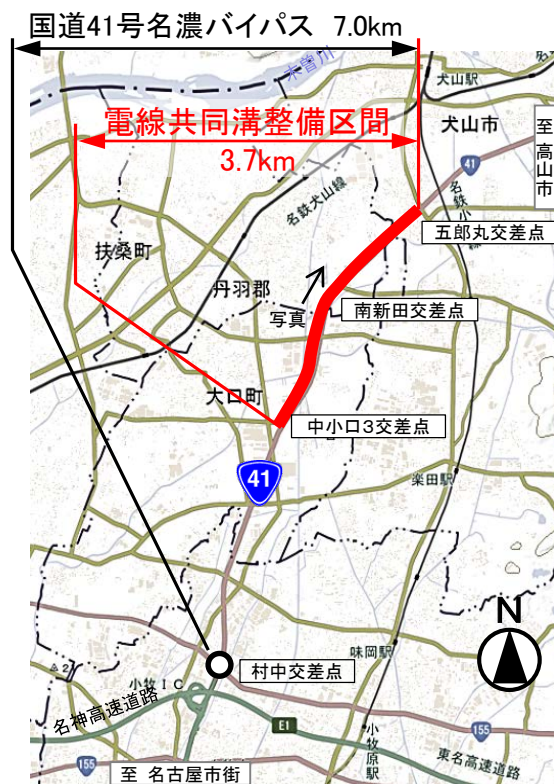 国道41号名濃バイパス 7.0km
木曽川
犬山駅
電線共同溝整備区間
3.7km
犬山市
至 高山市
41
名鉄犬山線
五郎丸交差点
扶桑町
丹羽郡
写真
南新田交差点
大口町
中小口3交差点
41
楽田駅
N
味岡駅
村中交差点
小牧IC
名神高速道路
E1
155
小牧原駅
東名高速道路
155
至 名古屋市街